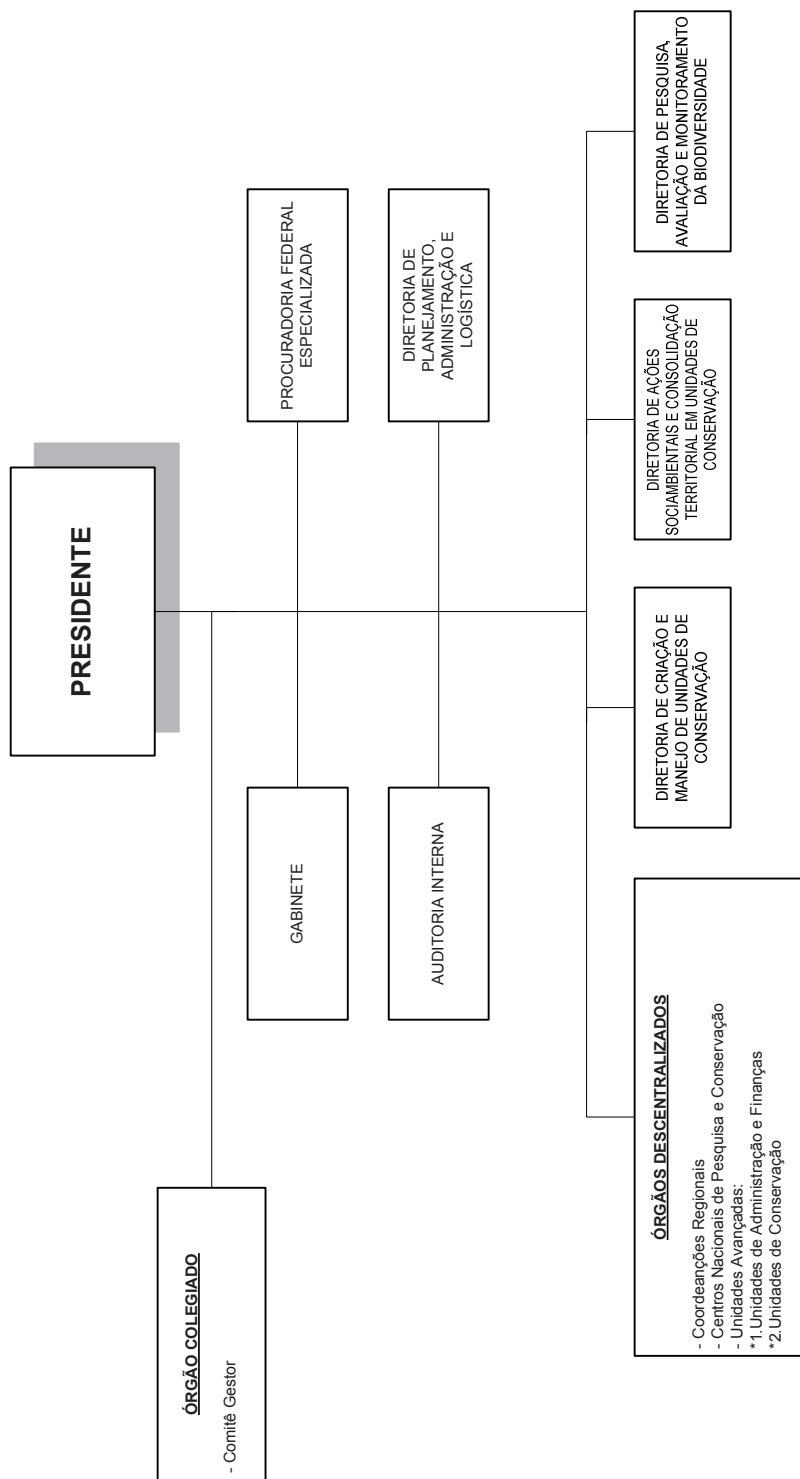 PRESIDENTE
ÓRGÃO COLEGIADO
- Comitê Gestor
GABINETE
PROCURADORIA FEDERAL
ESPECIALIZADA
AUDITORIA INTERNA
DIRETORIA DE
PLANEJAMENTO,
ADMINISTRAÇÃO E
LOGÍSTICA
ÓRGÃOS DESCENTRALIZADOS
- Coordeanções Regionais
- Centros Nacionais de Pesquisa e Conservação
- Unidades Avançadas:
*1.Unidades de Administração e Finanças
*2.Unidades de Conservação
DIRETORIA DE CRIAÇÃO E
MANEJO DE UNIDADES DE
CONSERVAÇÃO
DIRETORIA DE AÇÕES
SOCIAMBIENTAIS E CONSOLIDAÇÃO
TERRITORIAL EM UNIDADES DE
CONSERVAÇÃO
DIRETORIA DE PESQUISA,
AVALIAÇÃO E MONITORAMENTO
DA BIODIVERSIDADE